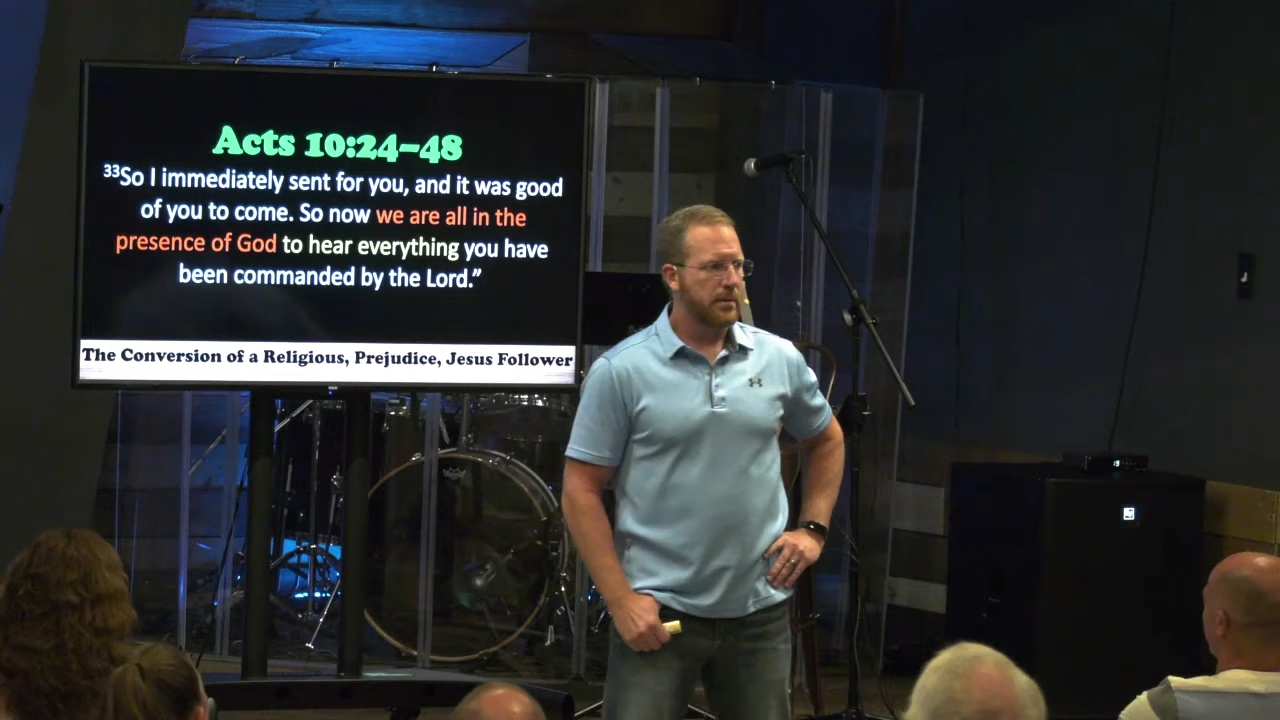 Acts 10:24–48
³³So I immediately sent for you, and it was good
of you to come. So now we are all in the
presence of God to hear everything you have
been commanded by the Lord.”
The Conversion of a Religious, Prejudice, Jesus Follower